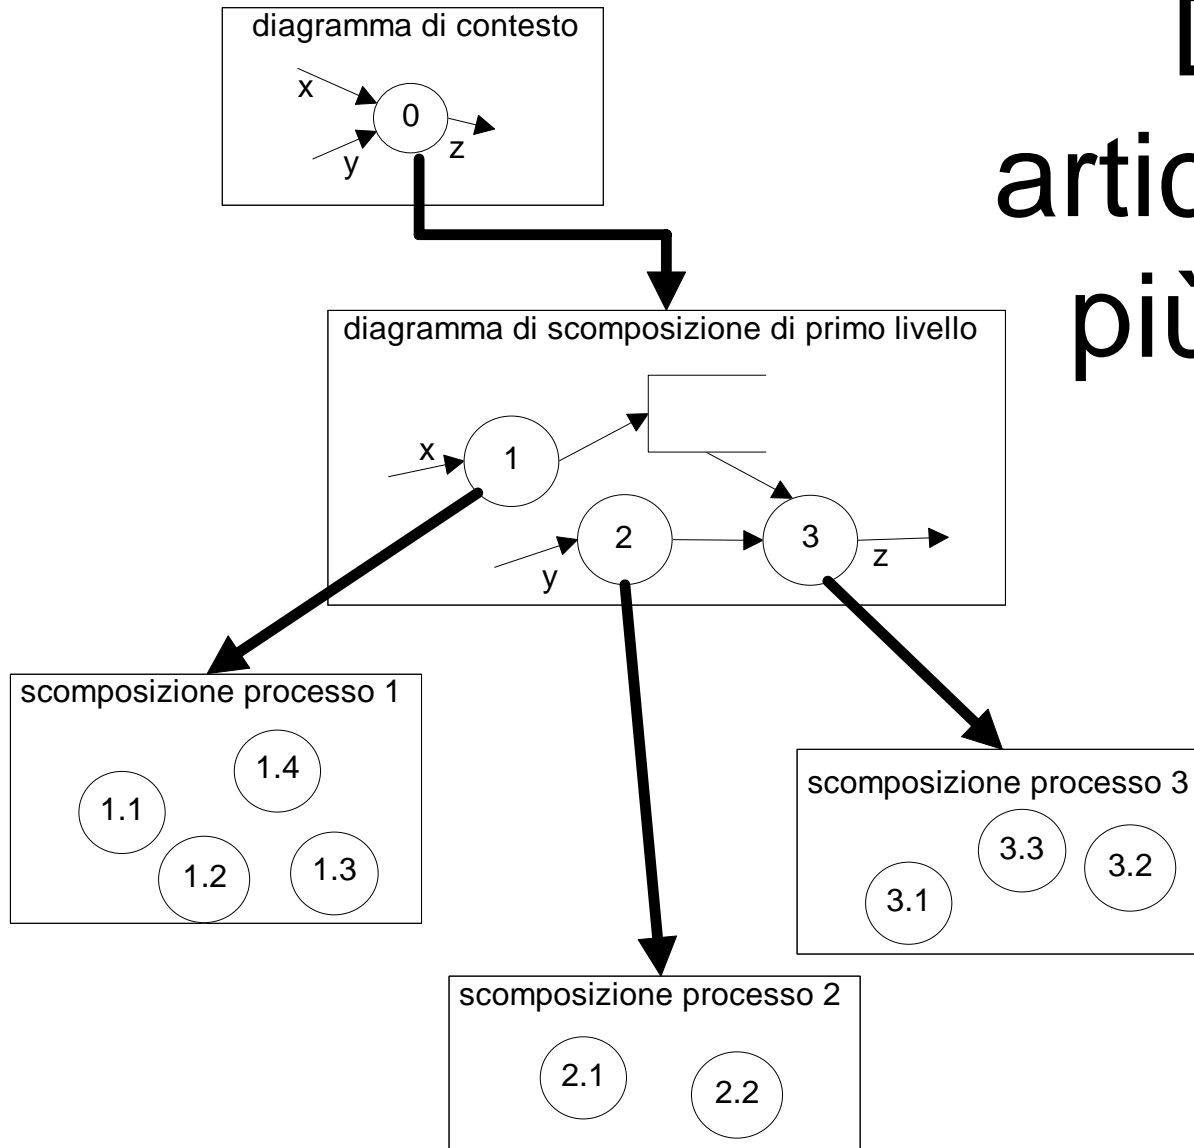 diagramma di contesto
x
0
y
z
artic
più
diagramma di scomposizione di primo livello
x
1
2
3
y
z
scomposizione processo 1
1.4
1.1
1.2
1.3
scomposizione processo 3
3.3
3.2
3.1
scomposizione processo 2
2.1
2.2